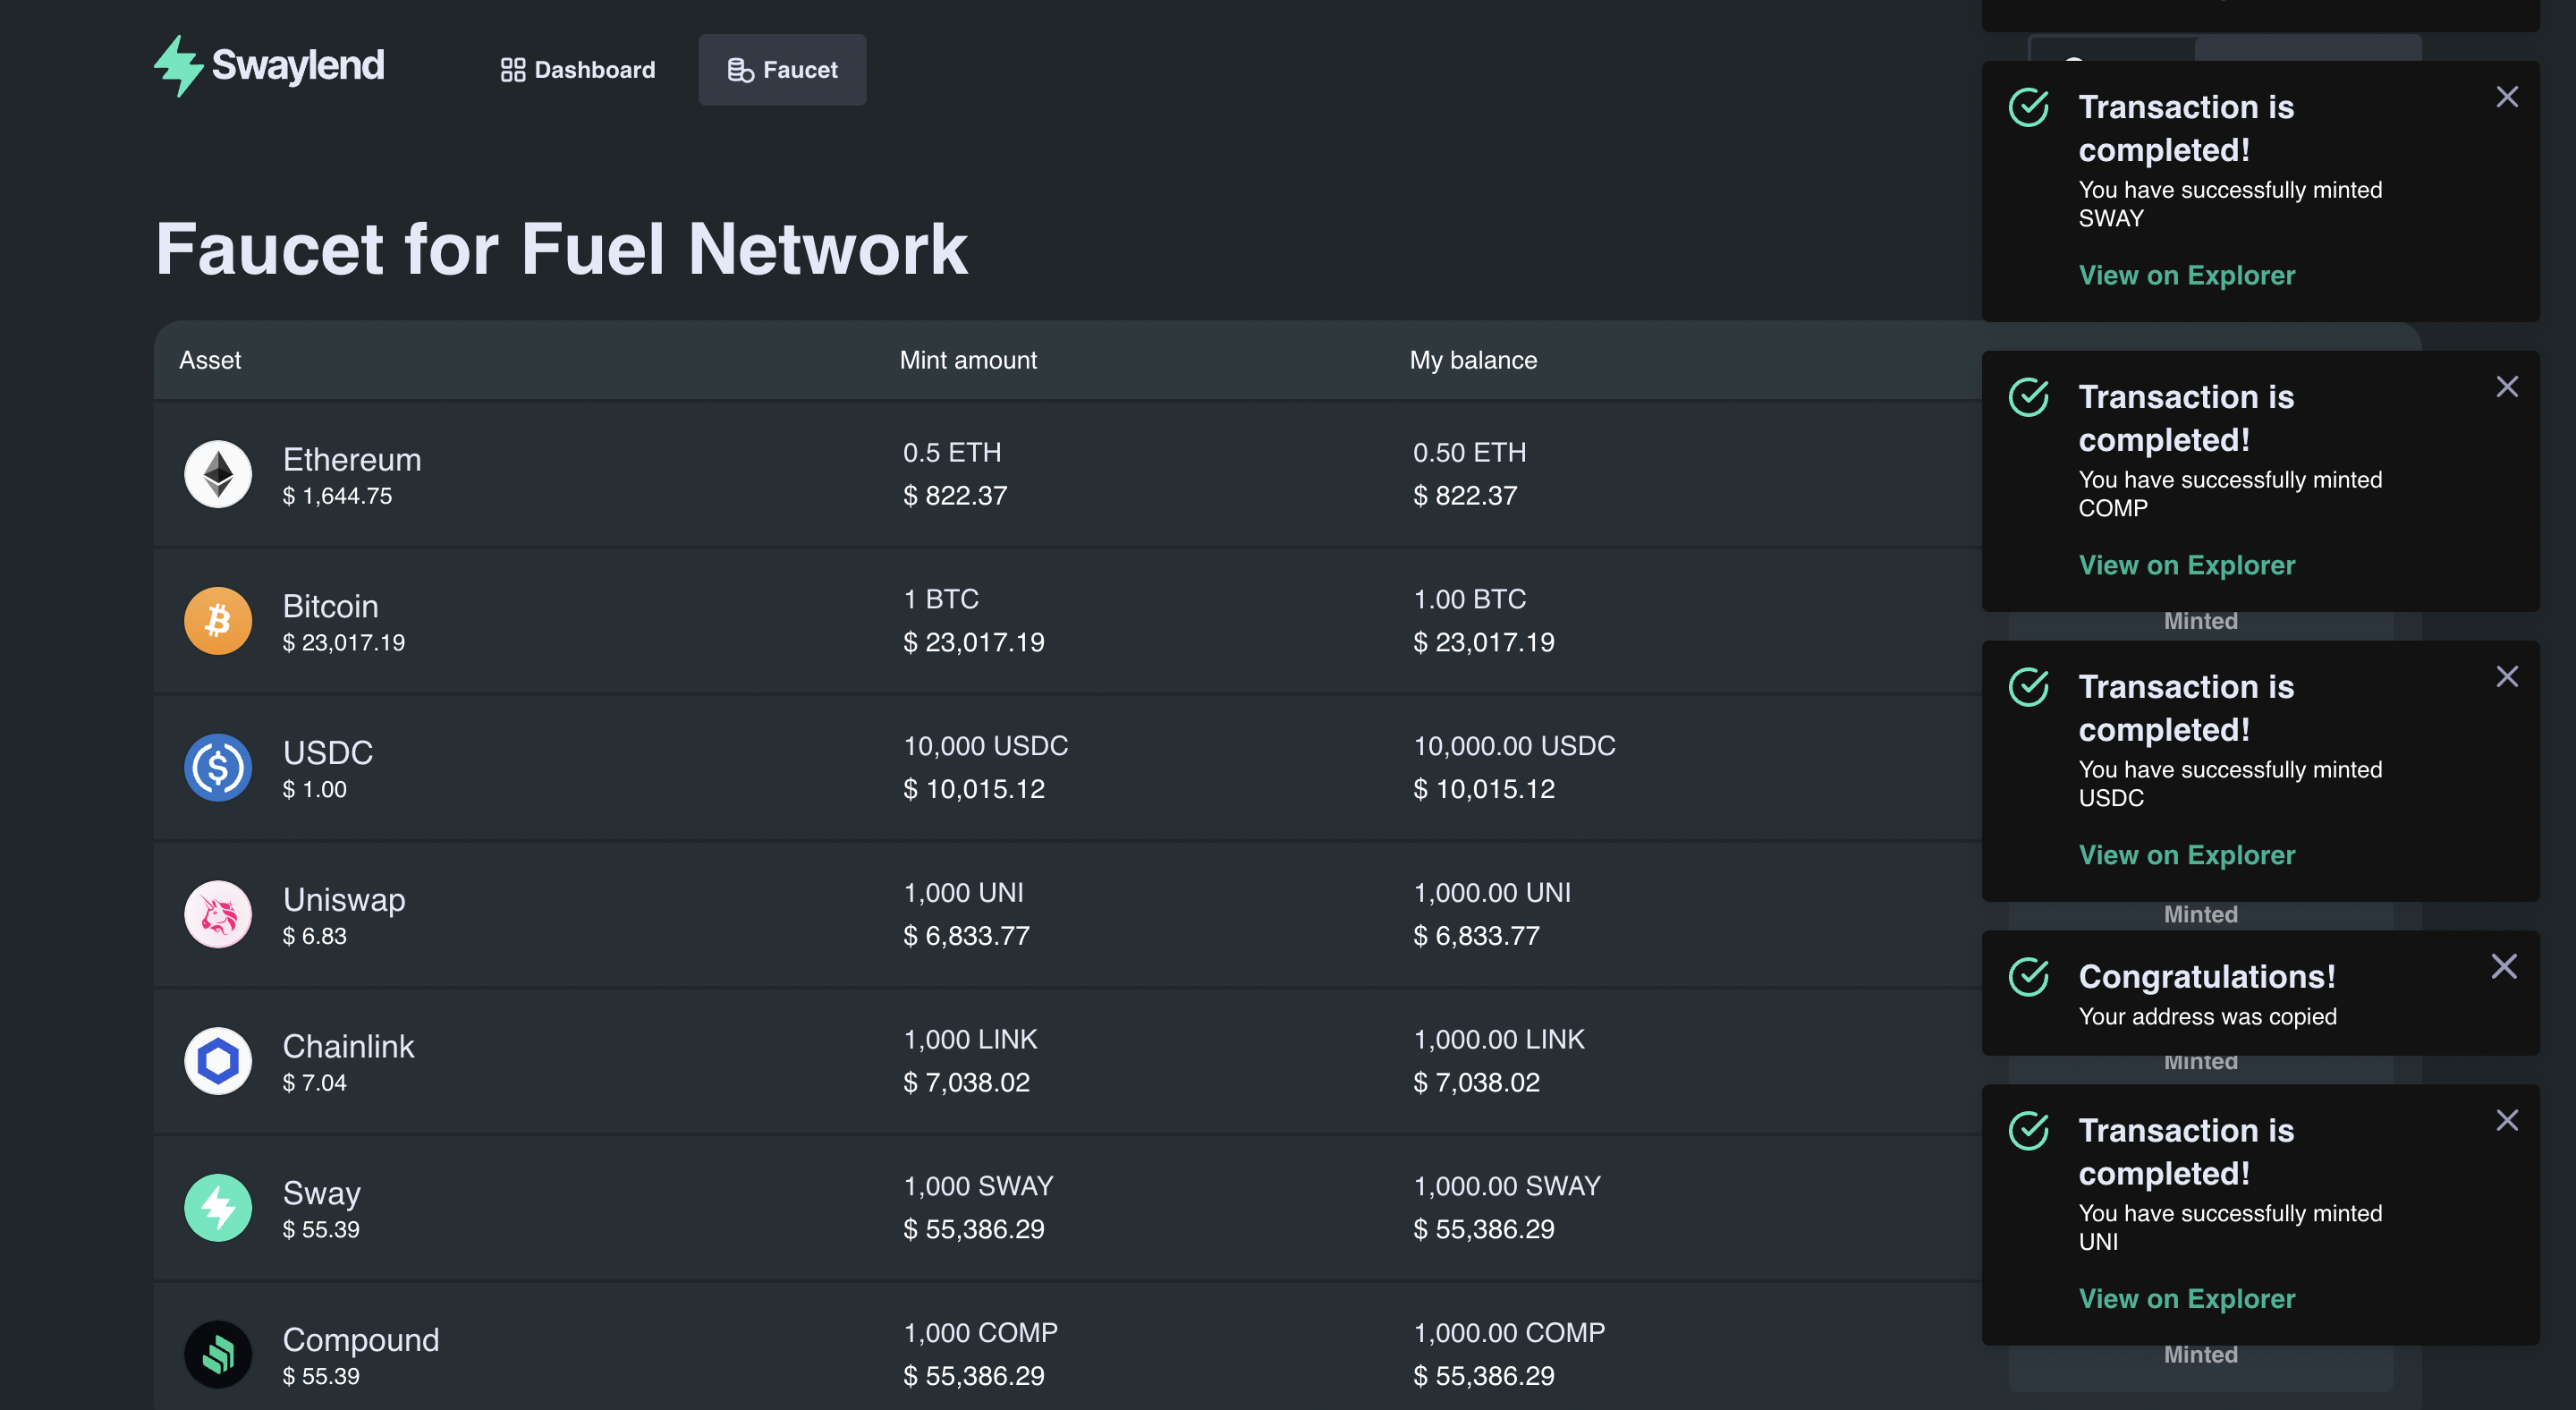 Swaylend
Dashboard
Faucet
Faucet for Fuel Network
Asset
Mint amount
My balance
Ethereum
$ 1,644.75
0.5 ETH
$ 822.37
0.50 ETH
$ 822.37
Bitcoin
$ 23,017.19
1 BTC
$ 23,017.19
1.00 BTC
$ 23,017.19
Minted
USDC
$ 1.00
10,000 USDC
$ 10,015.12
10,000.00 USDC
$ 10,015.12
Uniswap
$ 6.83
1,000 UNI
$ 6,833.77
1,000.00 UNI
$ 6,833.77
Minted
Chainlink
$ 7.04
1,000 LINK
$ 7,038.02
1,000.00 LINK
$ 7,038.02
Minted
Sway
$ 55.39
1,000 SWAY
$ 55,386.29
1,000.00 SWAY
$ 55,386.29
Compound
$ 55.39
1,000 COMP
$ 55,386.29
1,000.00 COMP
$ 55,386.29
Minted
Transaction is
completed!
You have successfully minted
SWAY
View on Explorer
Transaction is
completed!
You have successfully minted
COMP
View on Explorer
Transaction is
completed!
You have successfully minted
USDC
View on Explorer
Congratulations!
Your address was copied
Transaction is
completed!
You have successfully minted
UNI
View on Explorer